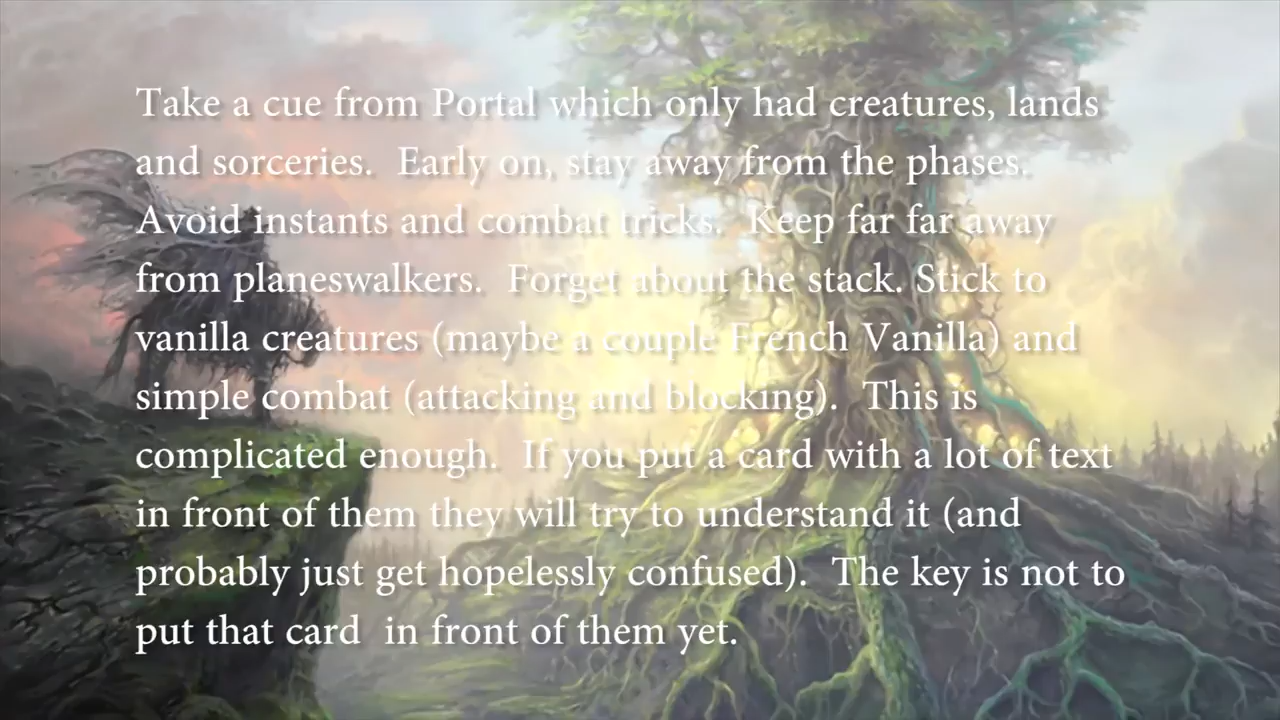 Take a cue from Portal which only had creatures, lands
and sorceries.  Early on, stay away from the phases.
Avoid instants and combat tricks.  Keep far far away
from planeswalkers.  Forget about the stack. Stick to
vanilla creatures (maybe a couple French Vanilla) and
simple combat (attacking and blocking).  This is
complicated enough.  If you put a card with a lot of text
in front of them they will try to understand it (and
probably just get hopelessly confused).  The key is not to
put that card  in front of them yet.